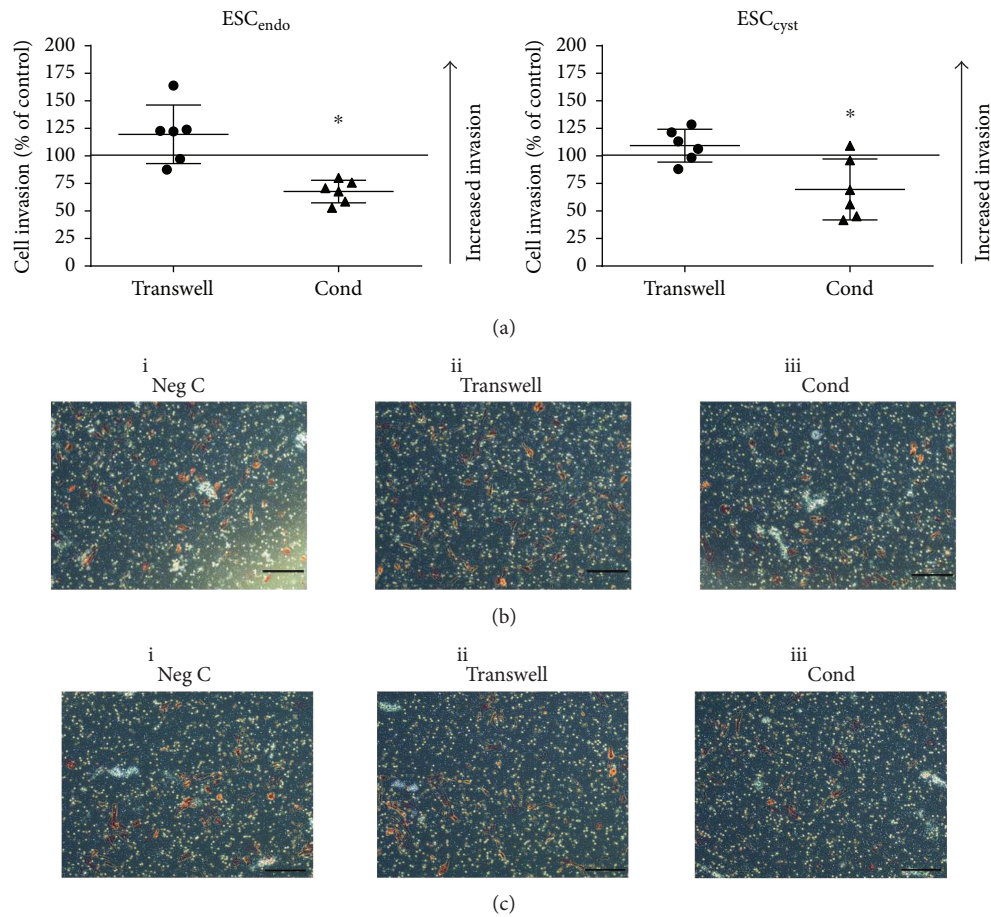 ESCendo
Cell invasion (% of control)
200
175
150
125
100
75
50
25
0
*
Transwell
Cond
Increased invasion
ESCcyst
Cell invasion (% of control)
200
175
150
125
100
75
50
25
0
*
Transwell
Cond
Increased invasion
(a)
i
Neg C
ii
Transwell
iii
Cond
(b)
i
Neg C
ii
Transwell
iii
Cond
(c)